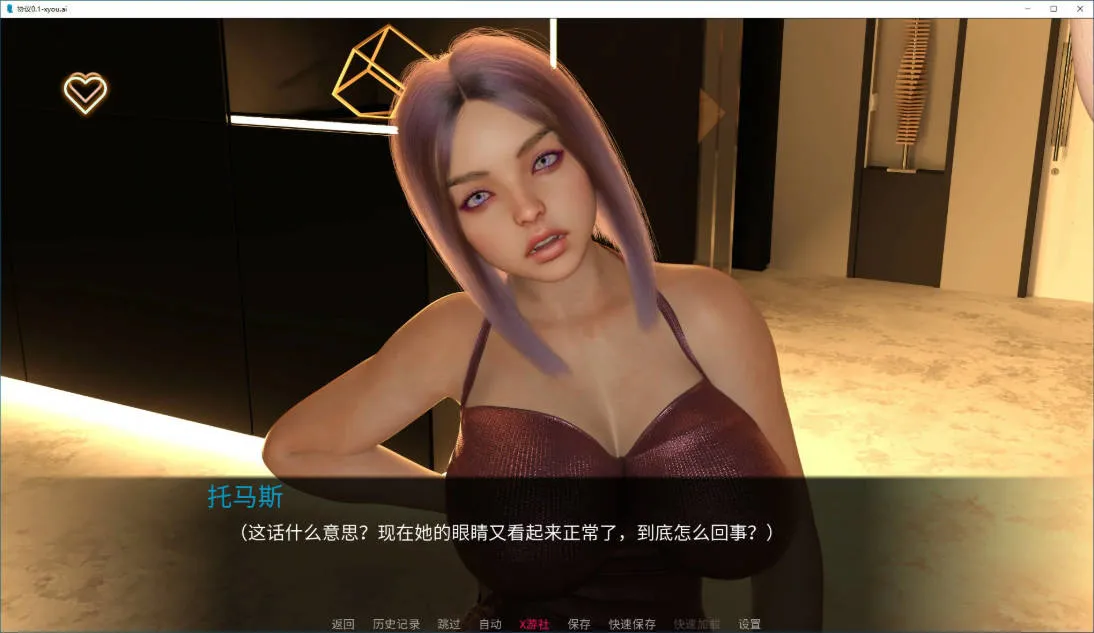 物议0.1-xyou.ai
托马斯
（这话什么意思？现在她的眼睛又看起来正常了，到底怎么回事？）
返回 历史记录 跳过 自动 X游社 保存 快速保存 快速加载 设置